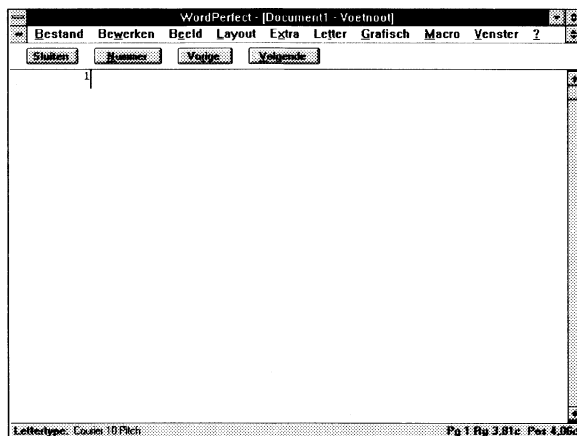 WordPerfect - [Document1 - Voetnoot]
Bestand Bewerken Beeld Layout Extra Letter Grafisch Macro Venster ?
Sluiten Nummer Vorige Volgende
1
Lettertype: Courier 10 Pitch Pg 1 Rg 3,81c Pos 4,06c